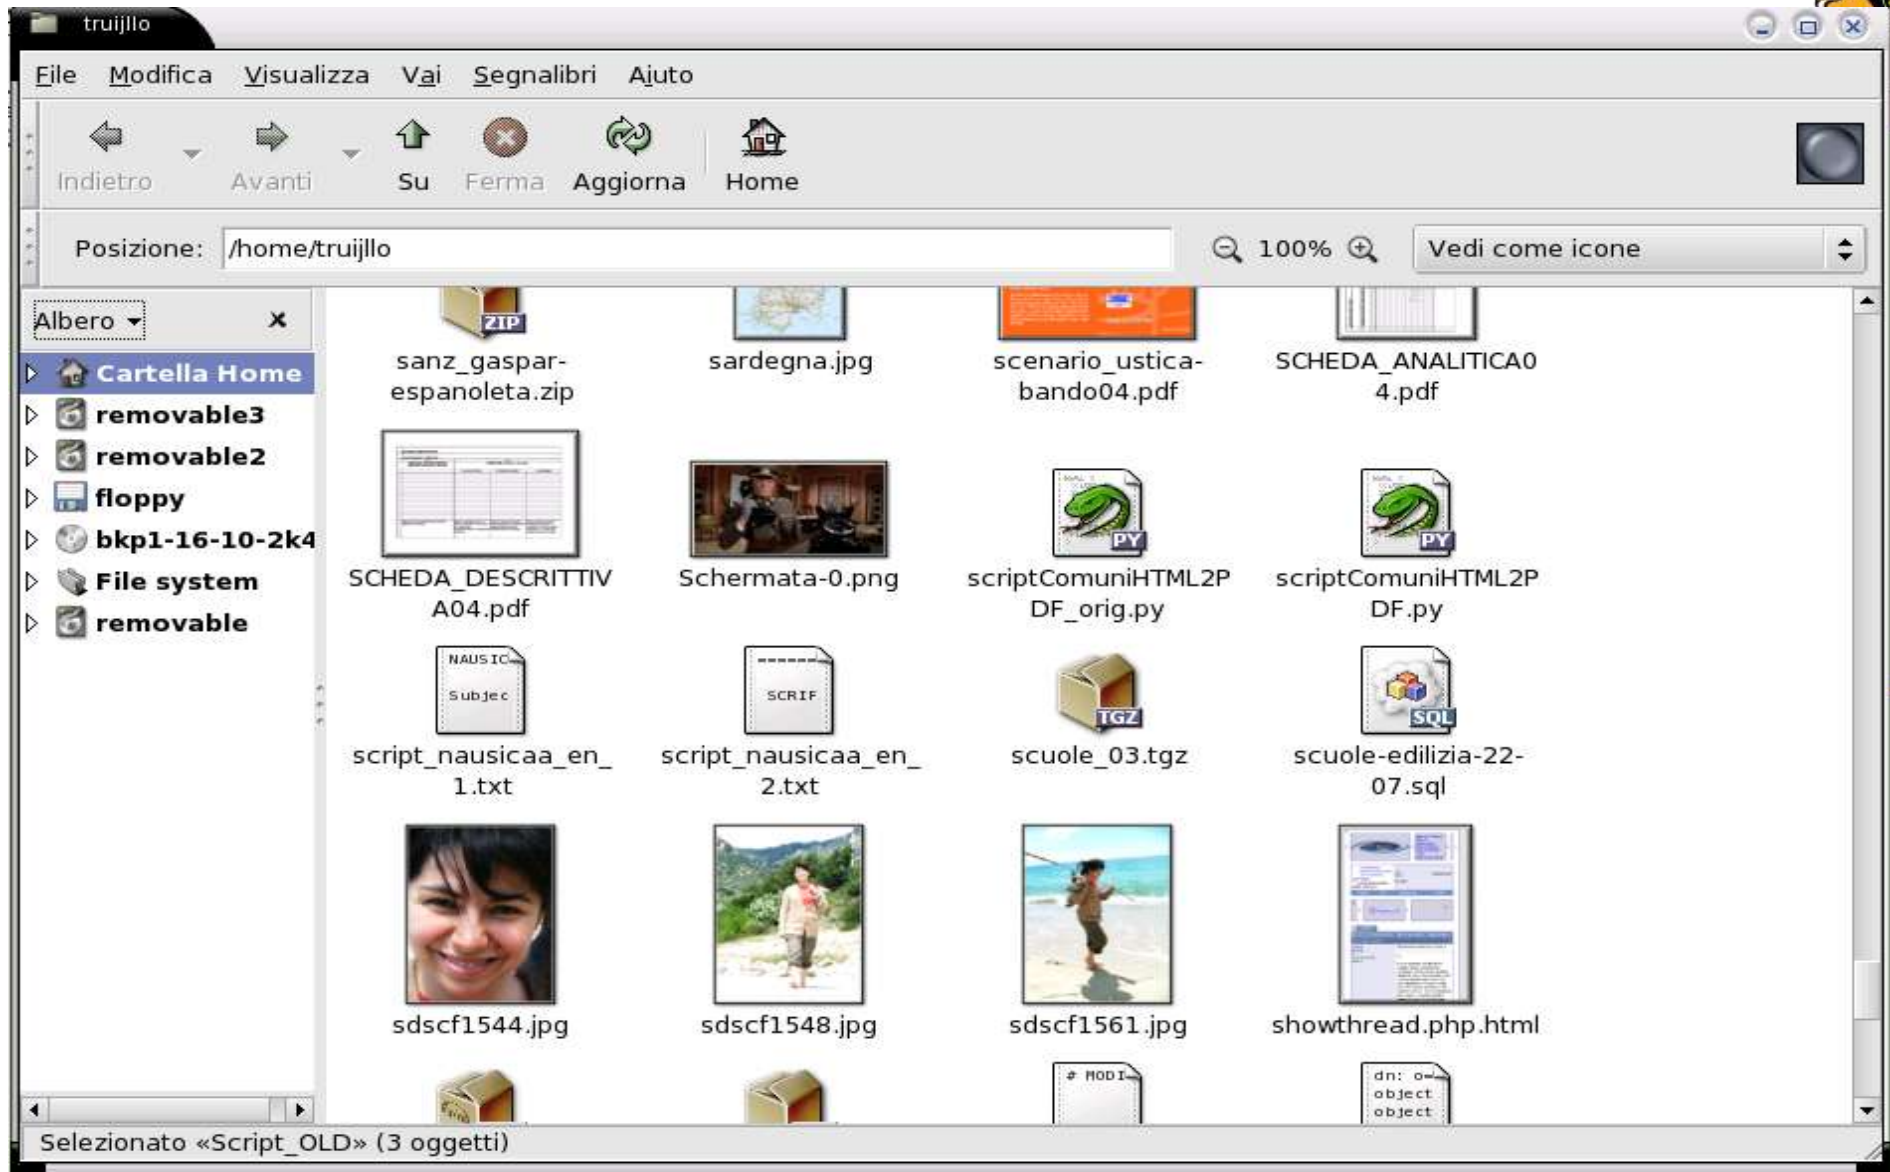 truijllo
File Modifica Visualizza Vai Segnalibri Aiuto
Indietro Avanti Su Ferma Aggiorna Home
Posizione: /home/truijllo 100% Vedi come icone
Albero
Cartella Home
removable3
removable2
floppy
bkp1-16-10-2k4
File system
removable
ZIP
sanz_gaspar-
espanoleta.zip
sardegna.jpg
scenario_ustica-
bando04.pdf
SCHEDA_ANALITICA0
4.pdf
SCHEDA_DESCRITTIV
A04.pdf
Schermata-0.png
PY
scriptComuniHTML2P
DF_orig.py
PY
scriptComuniHTML2P
DF.py
NAUSIC
Subjec
script_nausicaa_en_
1.txt
SCRIF
script_nausicaa_en_
2.txt
TGZ
scuole_03.tgz
SQL
scuole-edilizia-22-
07.sql
sdscf1544.jpg
sdscf1548.jpg
sdscf1561.jpg
showthread.php.html
# MODI
dn: o=
object
object
Selezionato «Script_OLD» (3 oggetti)